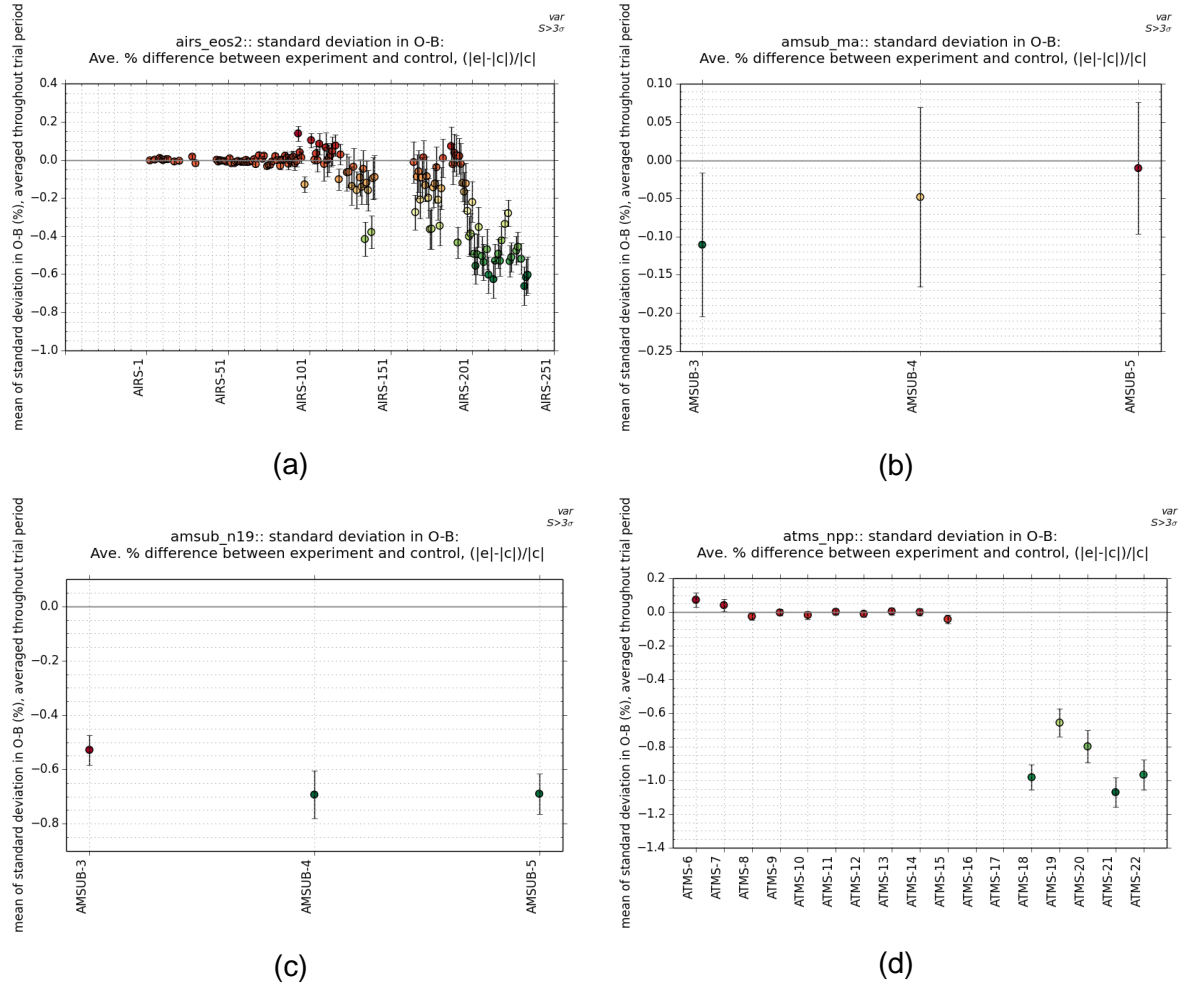 var
S>3σ
airs_eos2:: standard deviation in O-B:
Ave. % difference between experiment and control, (|e|-|c|)/|c|
mean of standard deviation in O-B (%), averaged throughout trial period
0.4
0.2
0.0
−0.2
−0.4
−0.6
−0.8
−1.0
AIRS-1
AIRS-51
AIRS-101
AIRS-151
AIRS-201
AIRS-251
(a)
var
S>3σ
amsub_ma:: standard deviation in O-B:
Ave. % difference between experiment and control, (|e|-|c|)/|c|
mean of standard deviation in O-B (%), averaged throughout trial period
0.10
0.05
0.00
−0.05
−0.10
−0.15
−0.20
−0.25
AMSUB-3
AMSUB-4
AMSUB-5
(b)
var
S>3σ
amsub_n19:: standard deviation in O-B:
Ave. % difference between experiment and control, (|e|-|c|)/|c|
mean of standard deviation in O-B (%), averaged throughout trial period
0.0
−0.2
−0.4
−0.6
−0.8
AMSUB-3
AMSUB-4
AMSUB-5
(c)
var
S>3σ
atms_npp:: standard deviation in O-B:
Ave. % difference between experiment and control, (|e|-|c|)/|c|
mean of standard deviation in O-B (%), averaged throughout trial period
0.2
0.0
−0.2
−0.4
−0.6
−0.8
−1.0
−1.2
−1.4
ATMS-6
ATMS-7
ATMS-8
ATMS-9
ATMS-10
ATMS-11
ATMS-12
ATMS-13
ATMS-14
ATMS-15
ATMS-16
ATMS-17
ATMS-18
ATMS-19
ATMS-20
ATMS-21
ATMS-22
(d)